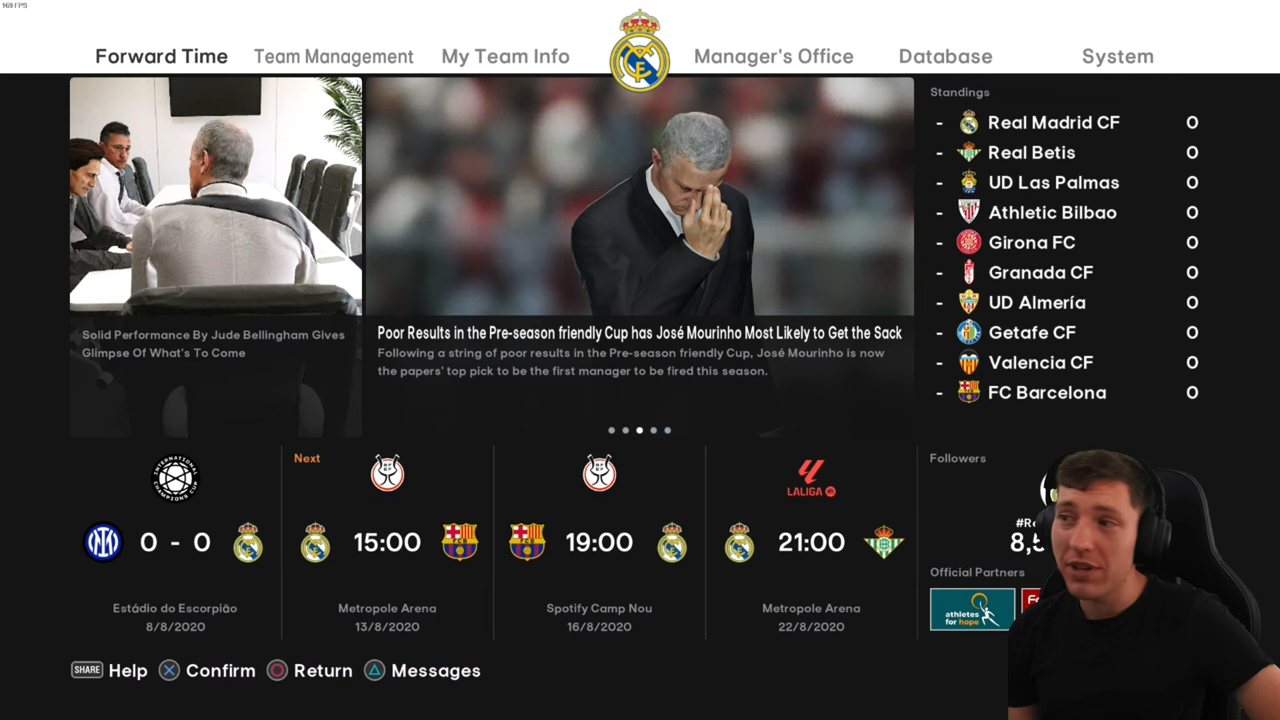 169 FPS
Forward Time
Team Management
My Team Info
Manager's Office
Database
System
Solid Performance By Jude Bellingham Gives
Glimpse Of What's To Come
Poor Results in the Pre-season friendly Cup has José Mourinho Most Likely to Get the Sack
Following a string of poor results in the Pre-season friendly Cup, José Mourinho is now
the papers' top pick to be the first manager to be fired this season.
Standings
- Real Madrid CF 0
- Real Betis 0
- UD Las Palmas 0
- Athletic Bilbao 0
- Girona FC 0
- Granada CF 0
- UD Almería 0
- Getafe CF 0
- Valencia CF 0
- FC Barcelona 0
INTERNATIONAL
CHAMPIONS CUP
0 - 0
Estádio do Escorpião
8/8/2020
Next
15:00
Metropole Arena
13/8/2020
19:00
Spotify Camp Nou
16/8/2020
LALIGA
21:00
Metropole Arena
22/8/2020
Followers
8,5
Official Partners
athletes
for hope
SHARE Help Confirm Return Messages